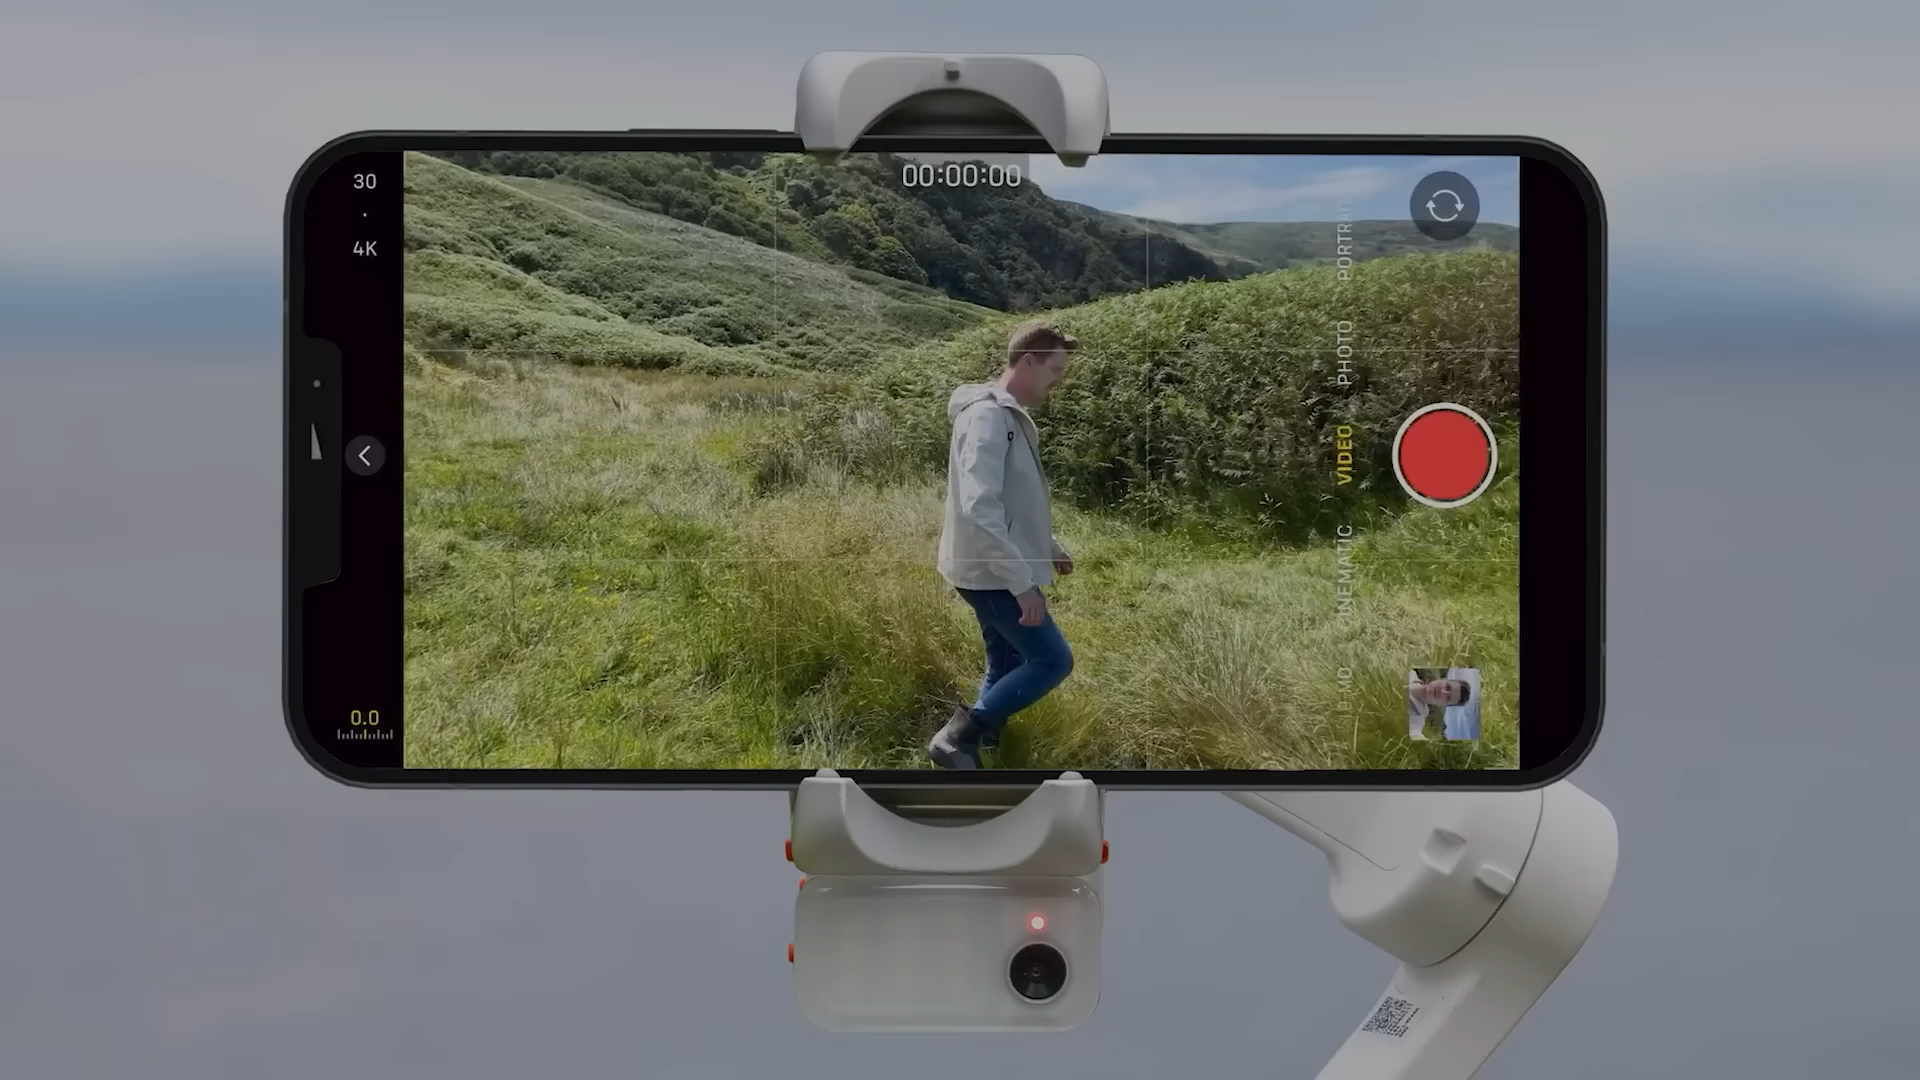 30
4K
00:00:00
PORTRAIT
PHOTO
VIDEO
CINEMATIC
0.0